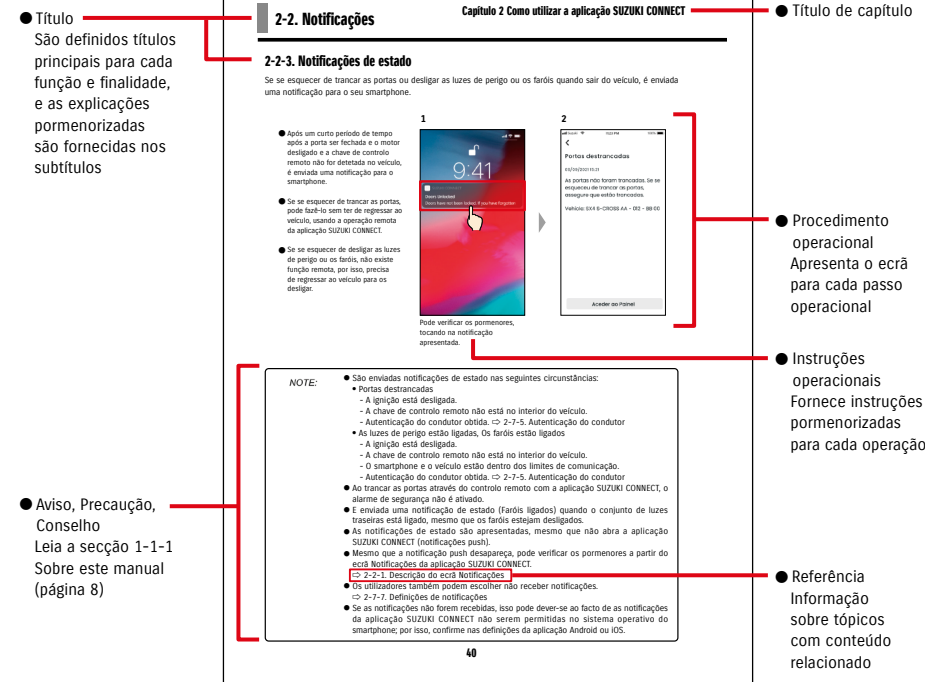 ● Título
São definidos títulos
principais para cada
função e finalidade,
e as explicações
pormenorizadas
são fornecidas nos
subtítulos
● Aviso, Precaução,
Conselho
Leia a secção 1-1-1
Sobre este manual
(página 8)
2-2. Notificações
Capítulo 2 Como utilizar a aplicação SUZUKI CONNECT
2-2-3. Notificações de estado
Se se esquecer de trancar as portas ou desligar as luzes de perigo ou os faróis quando sair do veículo, é enviada
uma notificação para o seu smartphone.
● Após um curto período de tempo
após a porta ser fechada e o motor
desligado e a chave de controlo
remoto não for detetada no veículo,
é enviada uma notificação para o
smartphone.
● Se se esquecer de trancar as portas,
pode fazê-lo sem ter de regressar ao
veículo, usando a operação remota
da aplicação SUZUKI CONNECT.
● Se se esquecer de desligar as luzes
de perigo ou os faróis, não existe
função remota, por isso, precisa
de regressar ao veículo para os
desligar.
1
9:41
Doors Unlocked
Doors have not been locked. If you have forgotten
Pode verificar os pormenores,
tocando na notificação
apresentada.
2
Portas destrancadas
As portas não foram trancadas. Se se
esqueceu de trancar as portas,
assegure que estão trancadas.
Vehicle: SX4 S-CROSS AA - 012 - BB 00
Aceder ao Painel
NOTE:
● São enviadas notificações de estado nas seguintes circunstâncias:
• Portas destrancadas
- A ignição está desligada.
- A chave de controlo remoto não está no interior do veículo.
- Autenticação do condutor obtida. ⇨ 2-7-5. Autenticação do condutor
• As luzes de perigo estão ligadas, Os faróis estão ligados
- A ignição está desligada.
- A chave de controlo remoto não está no interior do veículo.
- O smartphone e o veículo estão dentro dos limites de comunicação.
- Autenticação do condutor obtida. ⇨ 2-7-5. Autenticação do condutor
● Ao trancar as portas através do controlo remoto com a aplicação SUZUKI CONNECT, o
alarme de segurança não é ativado.
● E enviada uma notificação de estado (Faróis ligados) quando o conjunto de luzes
traseiras está ligado, mesmo que os faróis estejam desligados.
● As notificações de estado são apresentadas, mesmo que não abra a aplicação
SUZUKI CONNECT (notificações push).
● Mesmo que a notificação push desapareça, pode verificar os pormenores a partir do
ecrã Notificações da aplicação SUZUKI CONNECT.
⇨ 2-2-1. Descrição do ecrã Notificações
● Os utilizadores também podem escolher não receber notificações.
⇨ 2-7-7. Definições de notificações
● Se as notificações não forem recebidas, isso pode dever-se ao facto de as notificações
da aplicação SUZUKI CONNECT não serem permitidas no sistema operativo do
smartphone; por isso, confirme nas definições da aplicação Android ou iOS.
40
● Título de capítulo
● Procedimento
operacional
Apresenta o ecrã
para cada passo
operacional
● Instruções
operacionais
Fornece instruções
pormenorizadas
para cada operação
● Referência
Informação
sobre tópicos
com conteúdo
relacionado